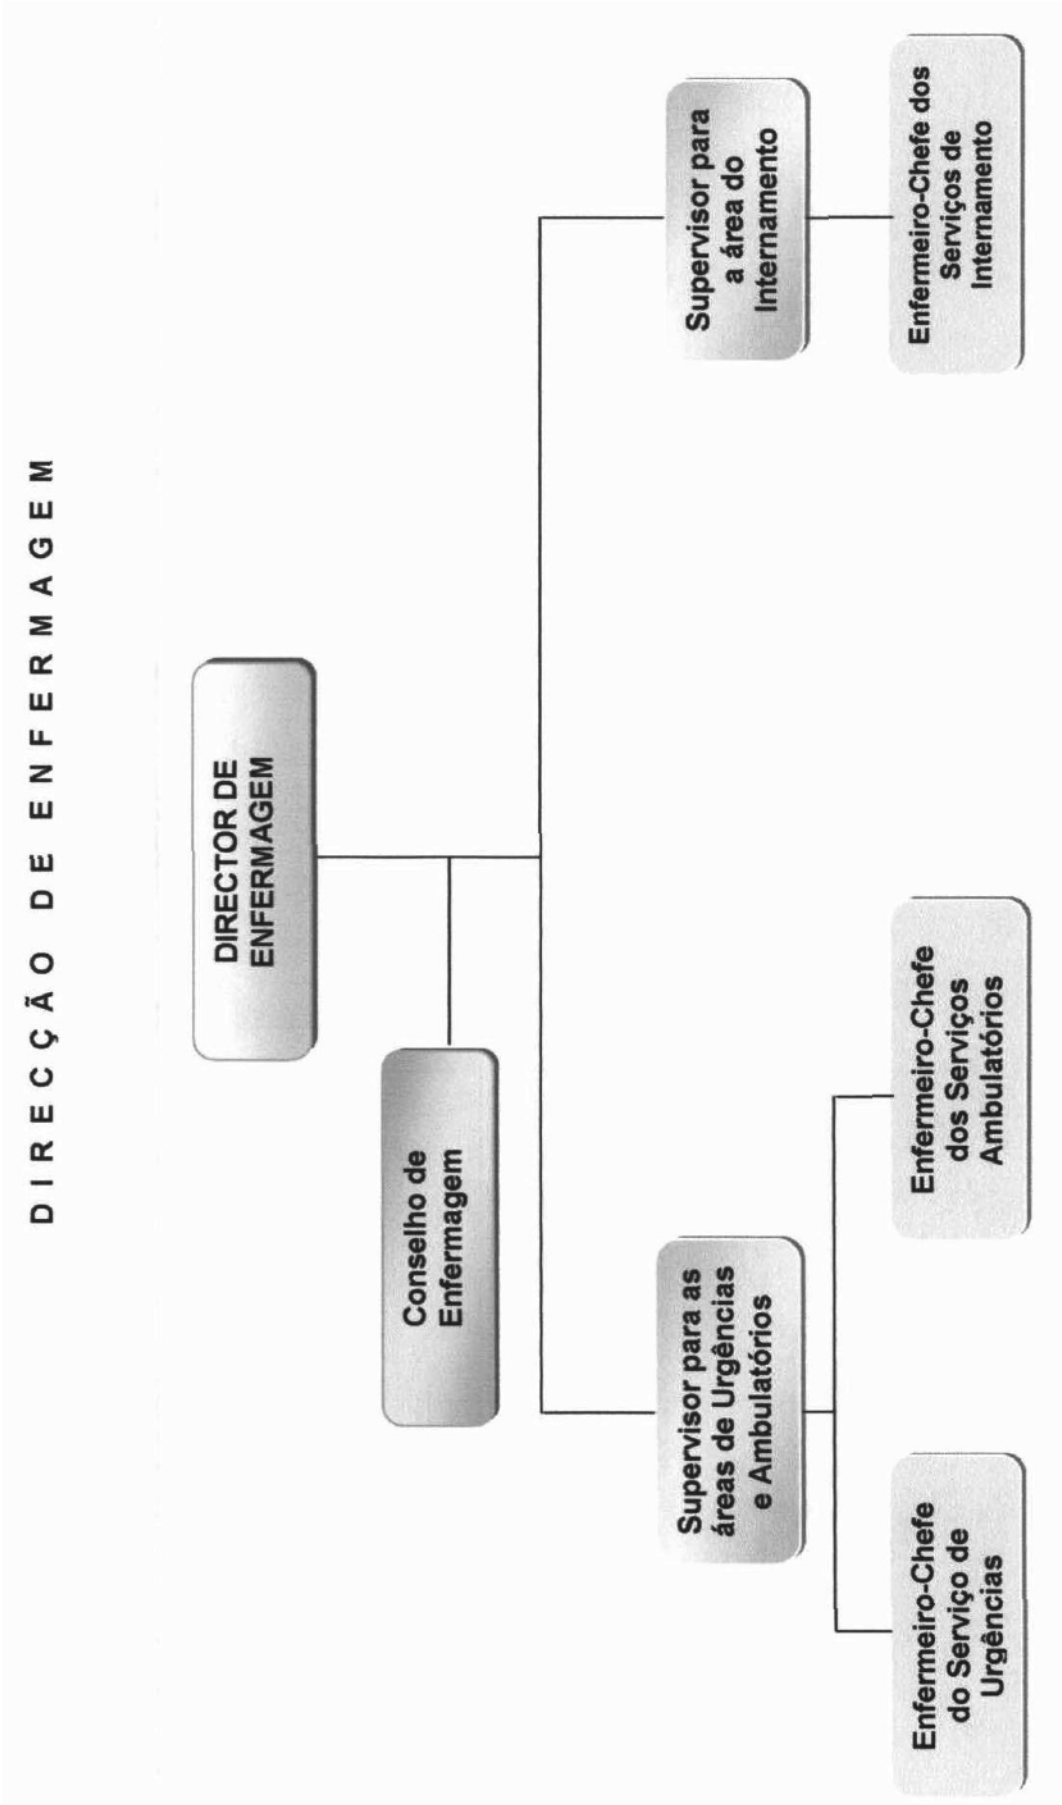 DIRECÇÃO DE ENFERMAGEM
DIRECTOR DE
ENFERMAGEM
Conselho de
Enfermagem
Supervisor para as
áreas de Urgências
e Ambulatórios
Supervisor para
a área do
Internamento
Enfermeiro-Chefe
do Serviço de
Urgências
Enfermeiro-Chefe
dos Serviços
Ambulatórios
Enfermeiro-Chefe dos
Serviços de
Internamento